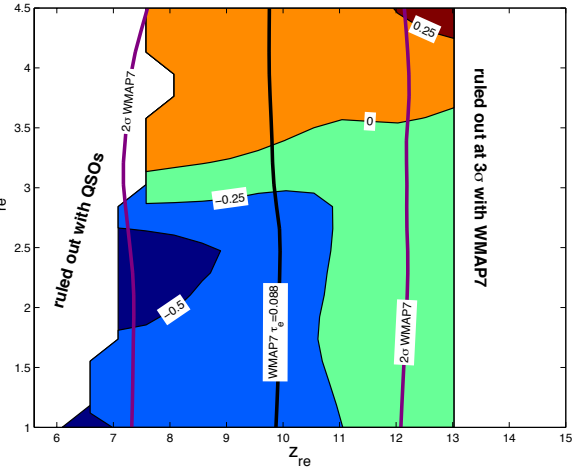 4.5
4
3.5
3
2.5
2
1.5
1
re
6 7 8 9 10 11 12 13 14 15
z_re
ruled out with QSOs
2σ WMAP7
WMAP7 τ_e=0.088
2σ WMAP7
ruled out at 3σ with WMAP7
0.25
0
−0.25
−0.5